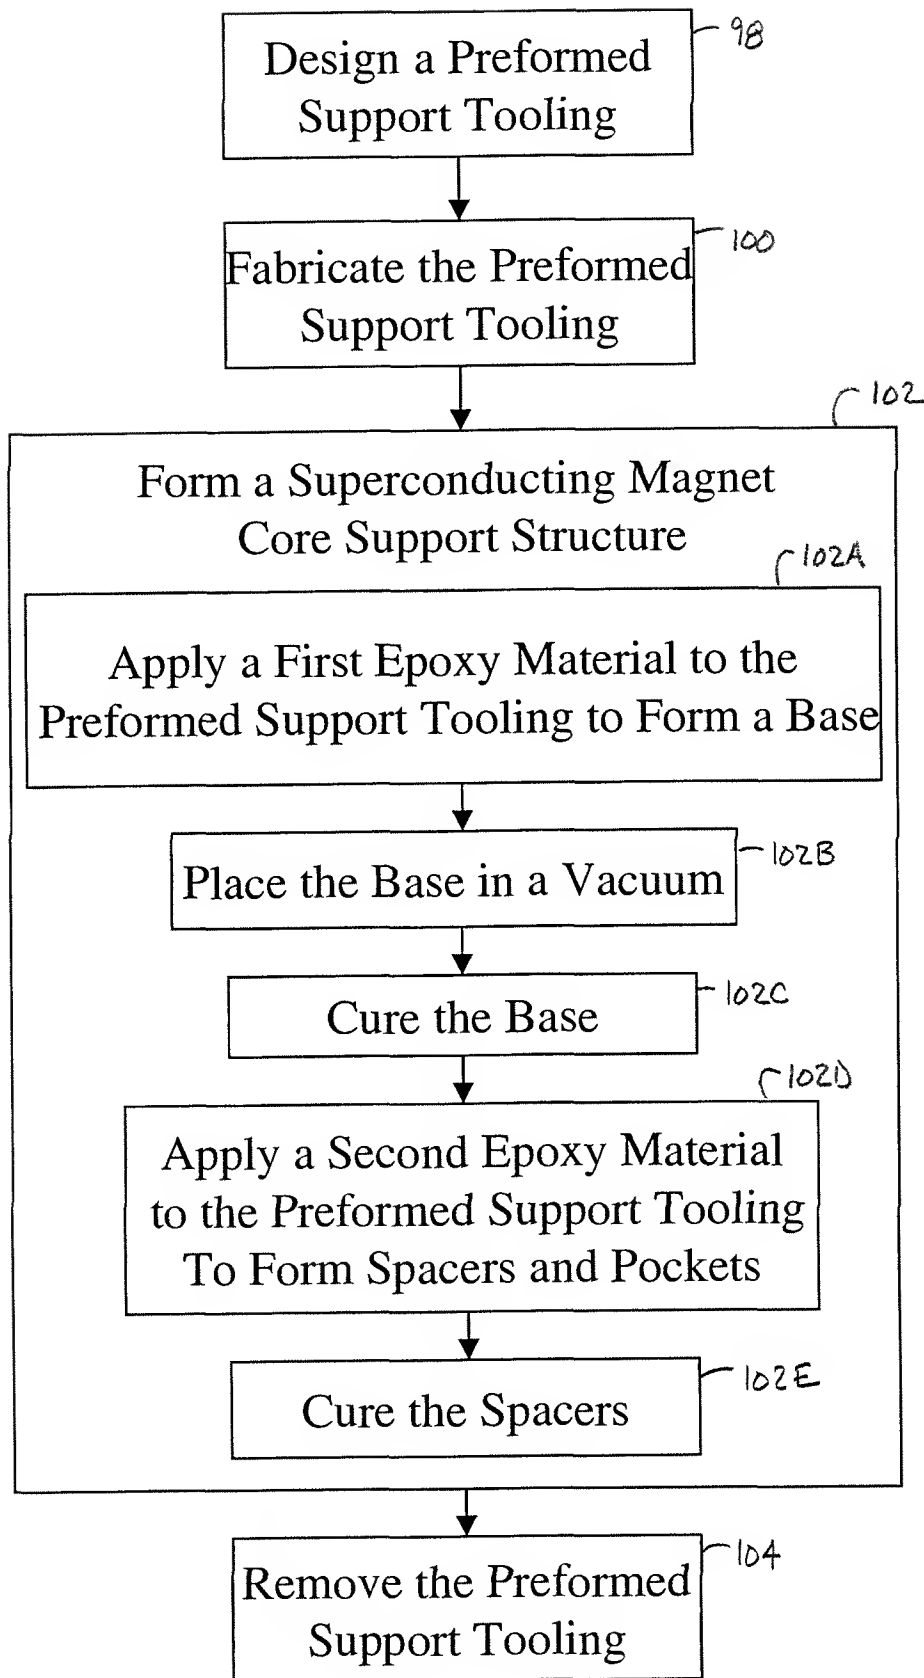 98
Design a Preformed
Support Tooling
100
Fabricate the Preformed
Support Tooling
102
Form a Superconducting Magnet
Core Support Structure
102A
Apply a First Epoxy Material to the
Preformed Support Tooling to Form a Base
102B
Place the Base in a Vacuum
102C
Cure the Base
102D
Apply a Second Epoxy Material
to the Preformed Support Tooling
To Form Spacers and Pockets
102E
Cure the Spacers
104
Remove the Preformed
Support Tooling